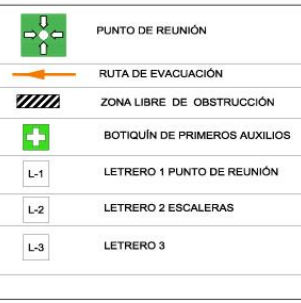 PUNTO DE REUNIÓN
RUTA DE EVACUACIÓN
ZONA LIBRE DE OBSTRUCCIÓN
BOTIQUÍN DE PRIMEROS AUXILIOS
L-1 LETRERO 1 PUNTO DE REUNIÓN
L-2 LETRERO 2 ESCALERAS
L-3 LETRERO 3